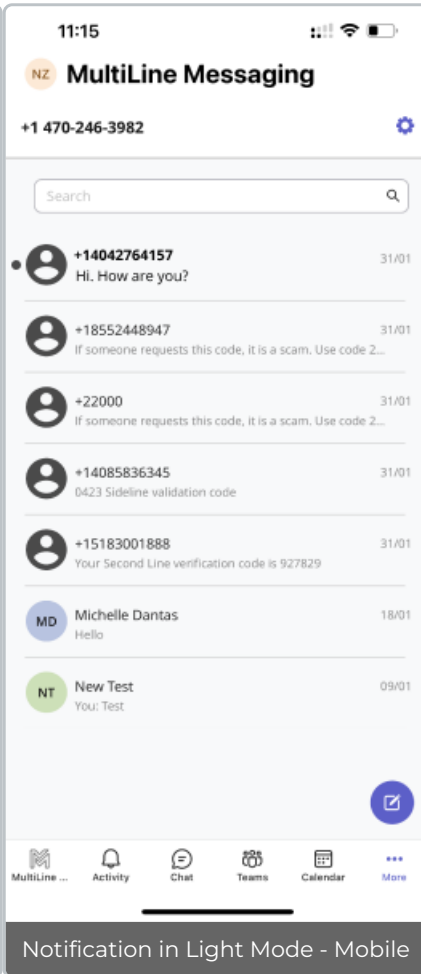 11:15
NZ MultiLine Messaging
+1 470-246-3982
Search
+14042764157 31/01
Hi. How are you?
+18552448947 31/01
If someone requests this code, it is a scam. Use code 2...
+22000 31/01
If someone requests this code, it is a scam. Use code 2...
+14085836345 31/01
0423 Sideline validation code
+15183001888 31/01
Your Second Line verification code is 927829
MD Michelle Dantas 18/01
Hello
NT New Test 09/01
You: Test
MultiLine ... Activity Chat Teams Calendar More
Notification in Light Mode - Mobile